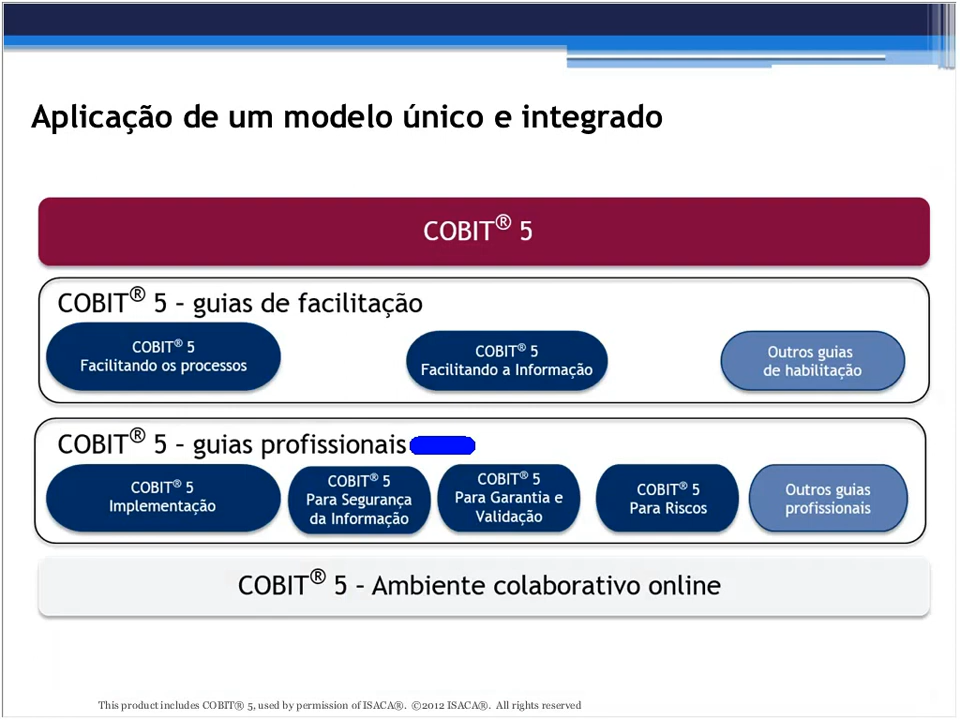 Aplicação de um modelo único e integrado
COBIT® 5
COBIT® 5 – guias de facilitação
COBIT® 5
Facilitando os processos
COBIT® 5
Facilitando a Informação
Outros guias
de habilitação
COBIT® 5 – guias profissionais
COBIT® 5
Implementação
COBIT® 5
Para Segurança
da Informação
COBIT® 5
Para Garantia e
Validação
COBIT® 5
Para Riscos
Outros guias
profissionais
COBIT® 5 – Ambiente colaborativo online
This product includes COBIT® 5, used by permission of ISACA®. ©2012 ISACA®. All rights reserved